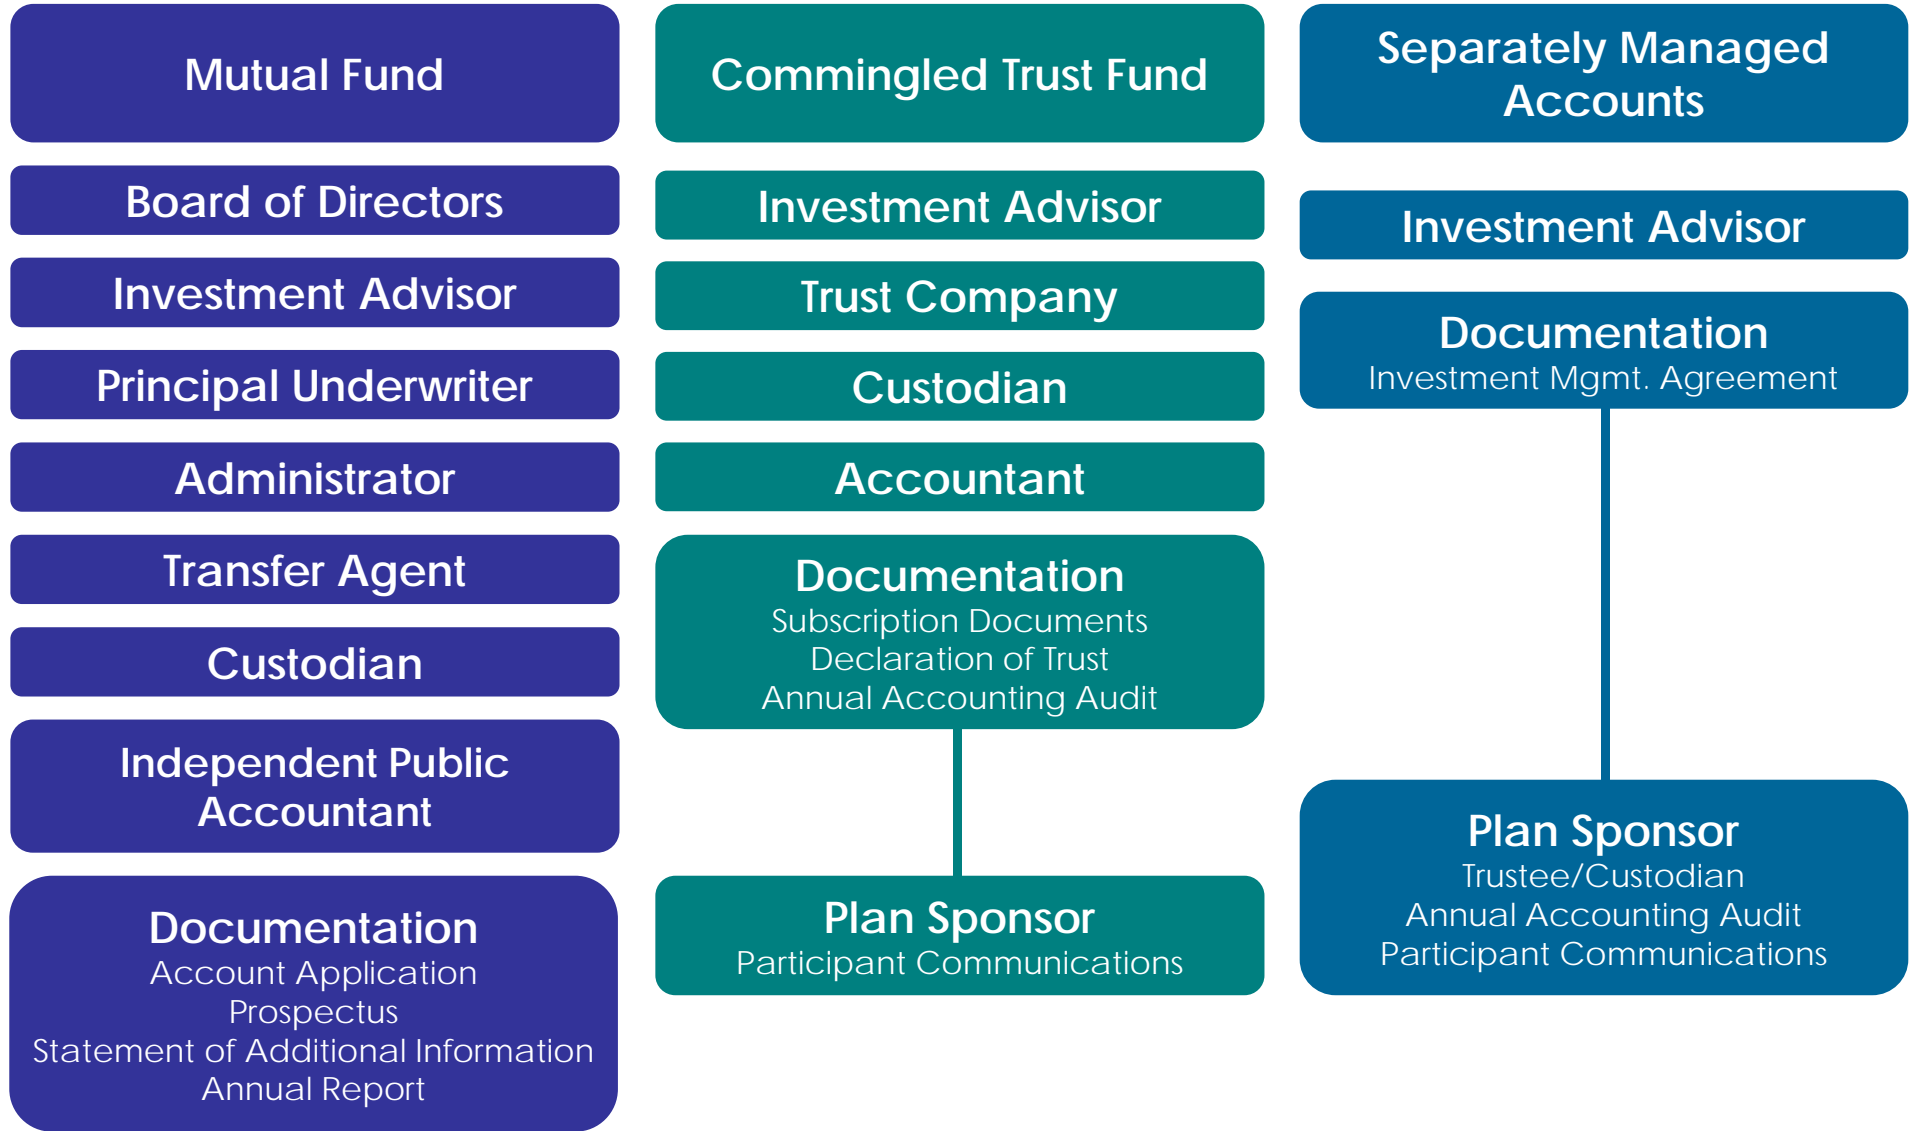 Mutual Fund
Board of Directors
Investment Advisor
Principal Underwriter
Administrator
Transfer Agent
Custodian
Independent Public
Accountant
Documentation
Account Application
Prospectus
Statement of Additional Information
Annual Report
Commingled Trust Fund
Investment Advisor
Trust Company
Custodian
Accountant
Documentation
Subscription Documents
Declaration of Trust
Annual Accounting Audit
Plan Sponsor
Participant Communications
Separately Managed
Accounts
Investment Advisor
Documentation
Investment Mgmt. Agreement
Plan Sponsor
Trustee/Custodian
Annual Accounting Audit
Participant Communications